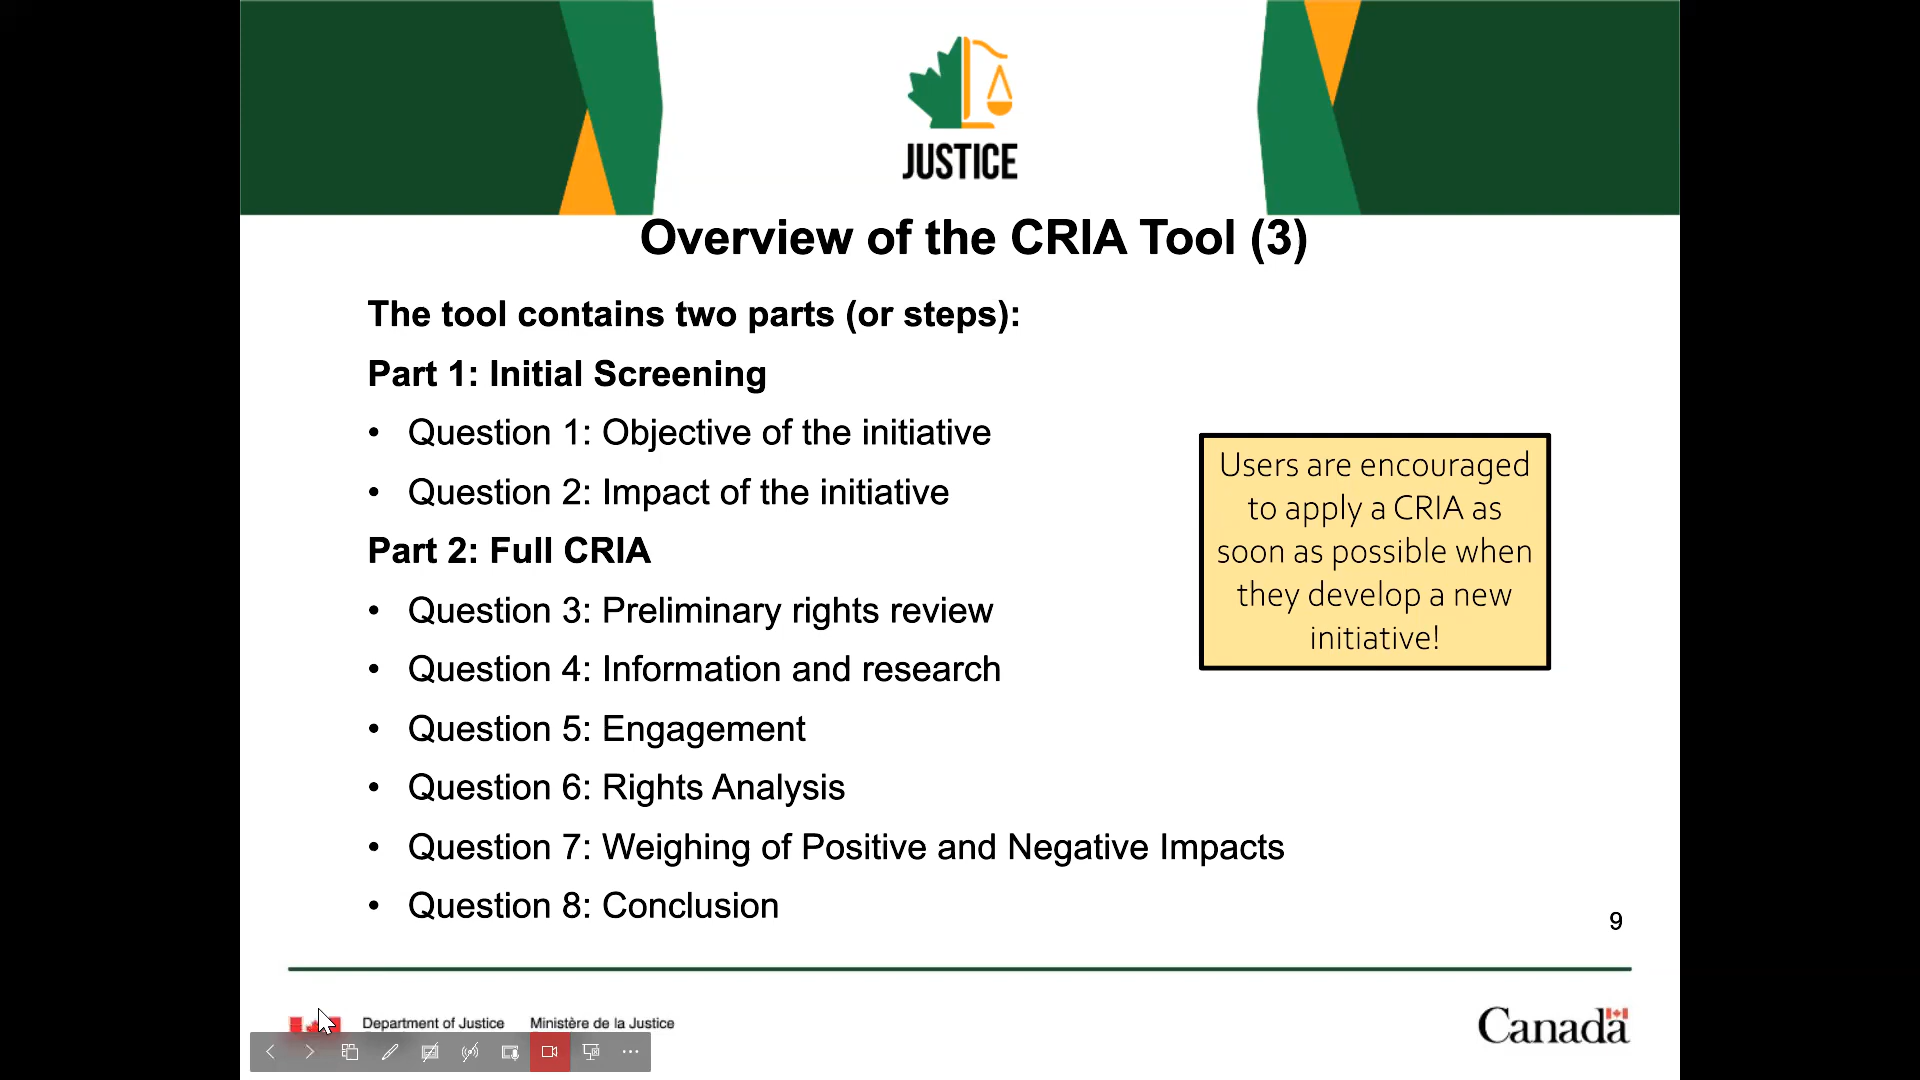 JUSTICE
Overview of the CRIA Tool (3)
The tool contains two parts (or steps):
Part 1: Initial Screening
• Question 1: Objective of the initiative
• Question 2: Impact of the initiative
Part 2: Full CRIA
• Question 3: Preliminary rights review
• Question 4: Information and research
• Question 5: Engagement
• Question 6: Rights Analysis
• Question 7: Weighing of Positive and Negative Impacts
• Question 8: Conclusion
Users are encouraged
to apply a CRIA as
soon as possible when
they develop a new
initiative!
9
Department of Justice Ministère de la Justice
Canada